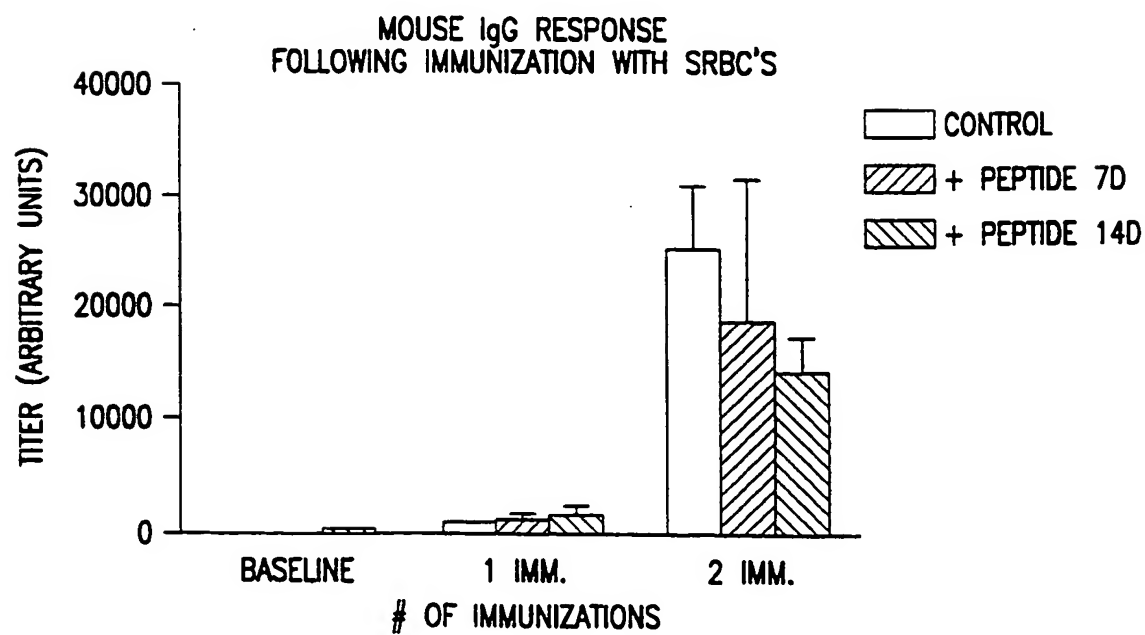 MOUSE IgG RESPONSE
FOLLOWING IMMUNIZATION WITH SRBC'S
40000
30000
20000
10000
0
TITER (ARBITRARY UNITS)
CONTROL
+ PEPTIDE 7D
+ PEPTIDE 14D
BASELINE
1 IMM.
2 IMM.
# OF IMMUNIZATIONS